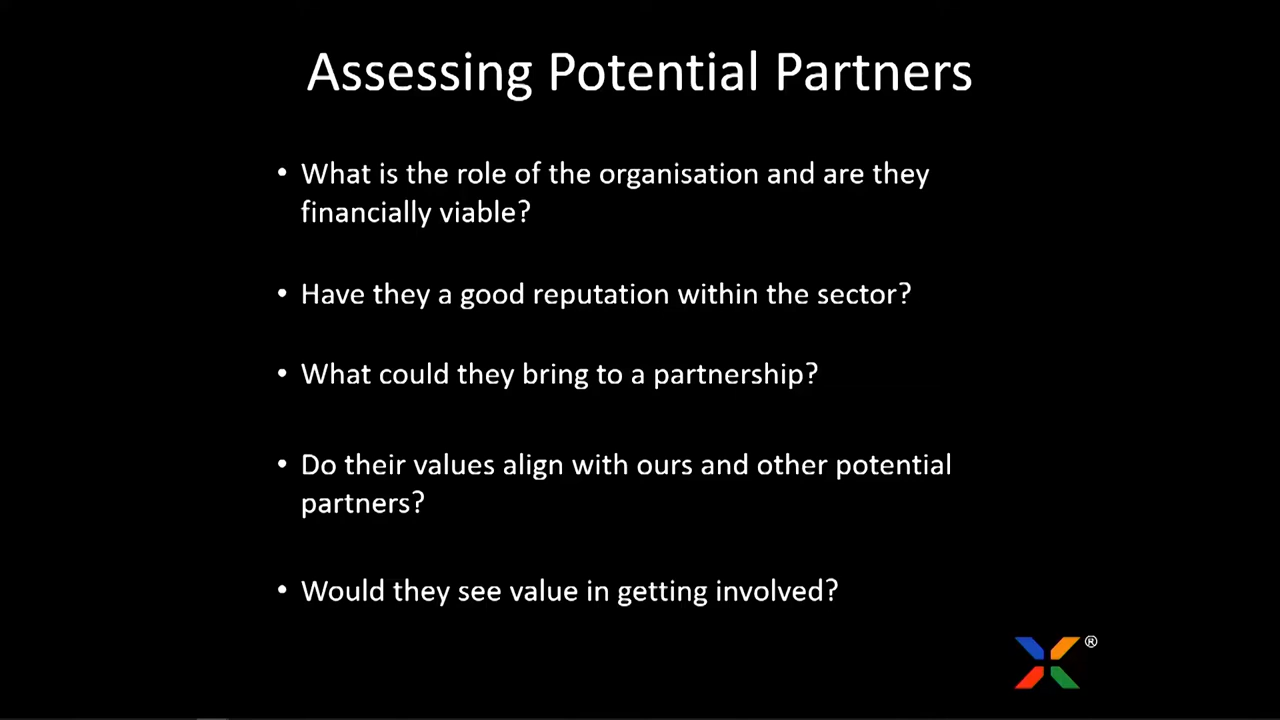 Assessing Potential Partners
• What is the role of the organisation and are they
financially viable?
• Have they a good reputation within the sector?
• What could they bring to a partnership?
• Do their values align with ours and other potential
partners?
• Would they see value in getting involved?
®